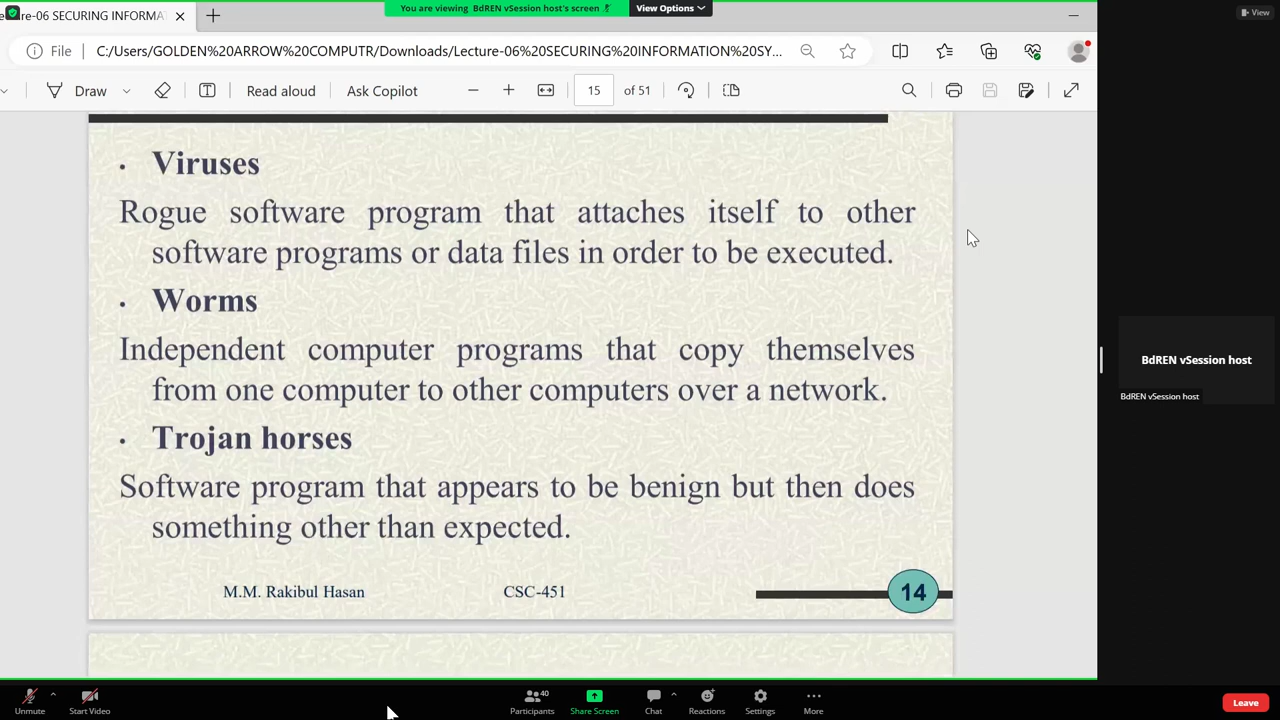 re-06 SECURING INFORMA
You are viewing BdREN vSession host's screen
View Options
View
File
C:/Users/GOLDEN%20ARROW%20COMPUTR/Downloads/Lecture-06%20SECURING%20INFORMATION%20SY...
Draw
Read aloud
Ask Copilot
15
of 51
• Viruses
Rogue software program that attaches itself to other
software programs or data files in order to be executed.
• Worms
Independent computer programs that copy themselves
from one computer to other computers over a network.
• Trojan horses
Software program that appears to be benign but then does
something other than expected.
M.M. Rakibul Hasan
CSC-451
14
BdREN vSession host
BdREN vSession host
Unmute
Start Video
40
Participants
Share Screen
Chat
Reactions
Settings
More
Leave